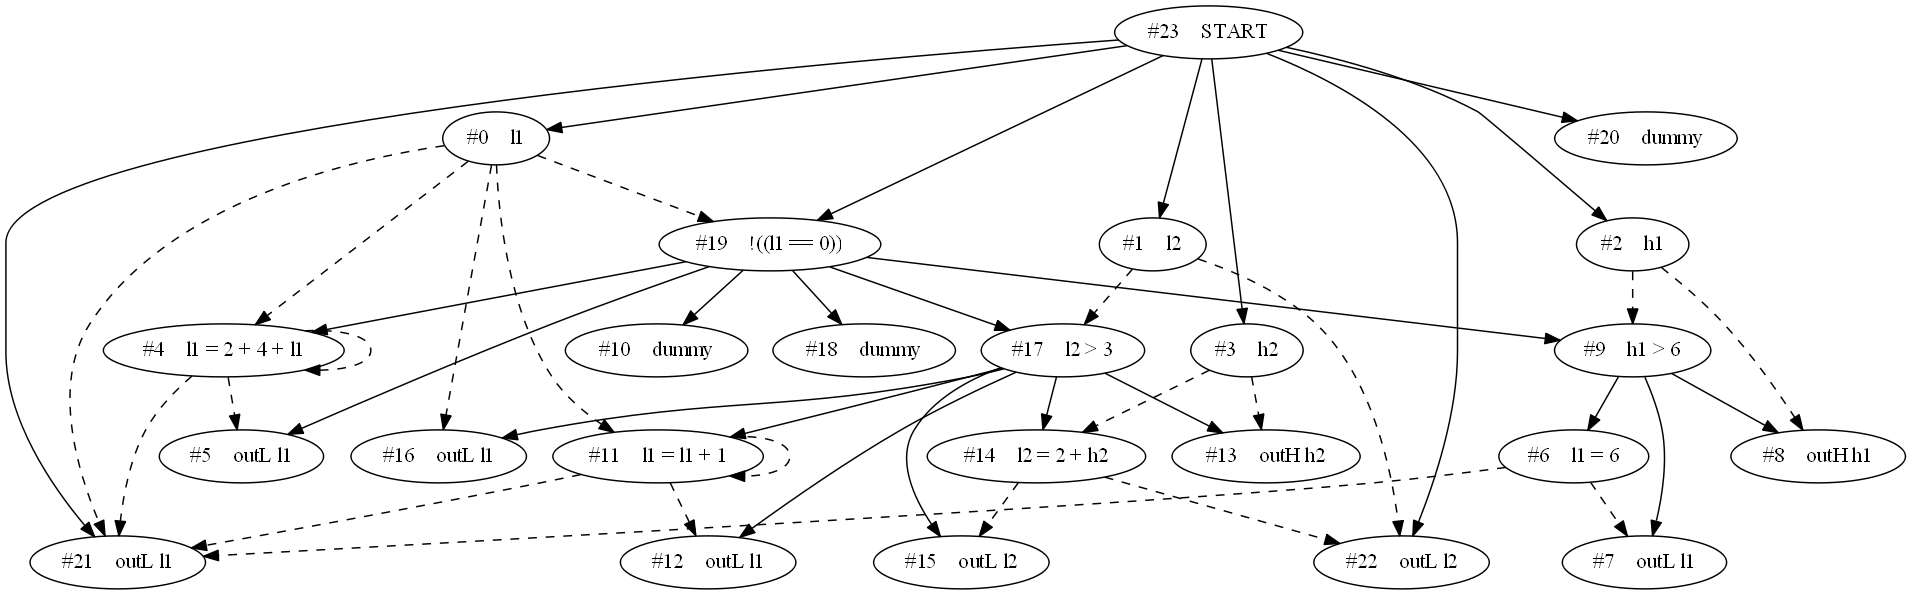 #23 START
#0 l1
#20 dummy
#19 !((l1 == 0))
#1 l2
#2 h1
#4 l1 = 2 + 4 + l1
#10 dummy
#18 dummy
#17 l2 > 3
#3 h2
#9 h1 > 6
#5 outL l1
#16 outL l1
#11 l1 = l1 + 1
#14 l2 = 2 + h2
#13 outH h2
#6 l1 = 6
#8 outH h1
#21 outL l1
#12 outL l1
#15 outL l2
#22 outL l2
#7 outL l1